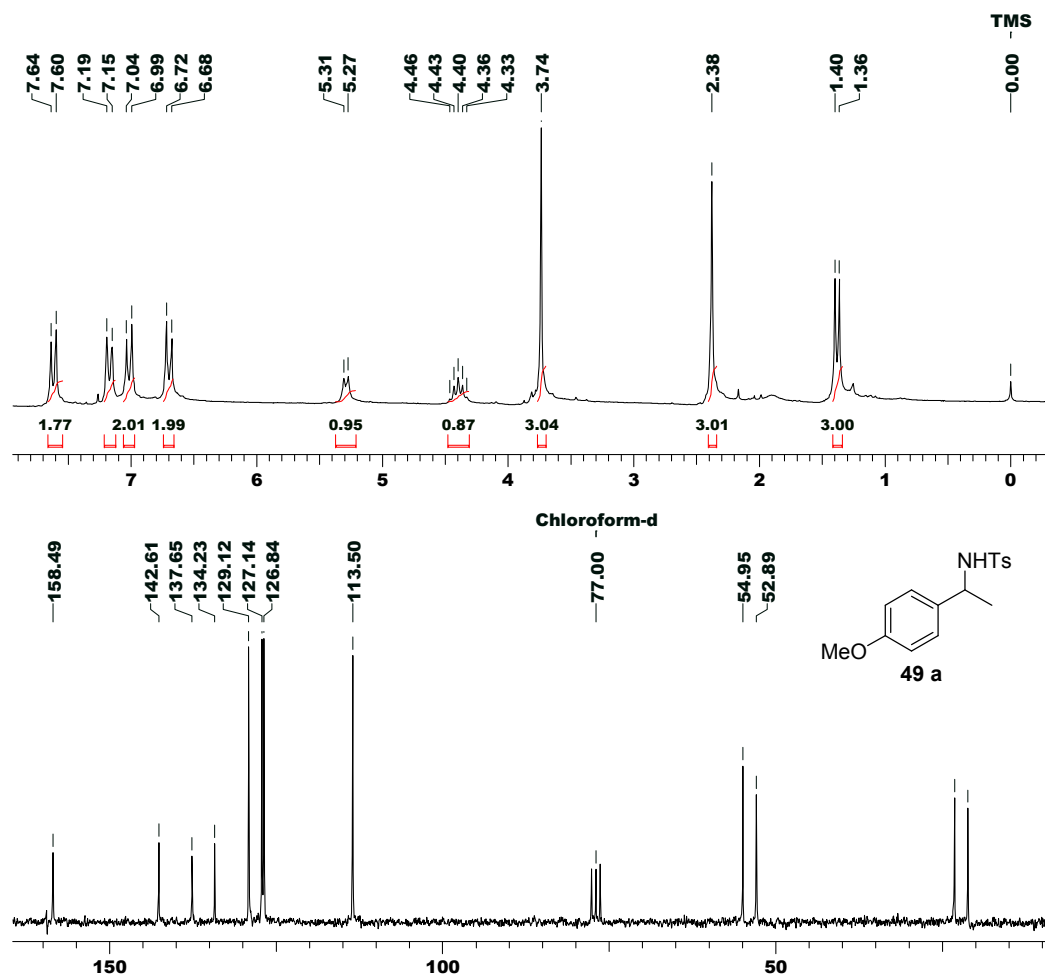 TMS
7.64 7.60 7.19 7.15 7.04 6.99 6.72 6.68 5.31 5.27 4.46 4.43 4.40 4.36 4.33 3.74 2.38 1.40 1.36 0.00
1.77 2.01 1.99 0.95 0.87 3.04 3.01 3.00
7 6 5 4 3 2 1 0
Chloroform-d
158.49 142.61 137.65 134.23 129.12 127.14 126.84 113.50 77.00 54.95 52.89
NHTs
MeO
49 a
150 100 50